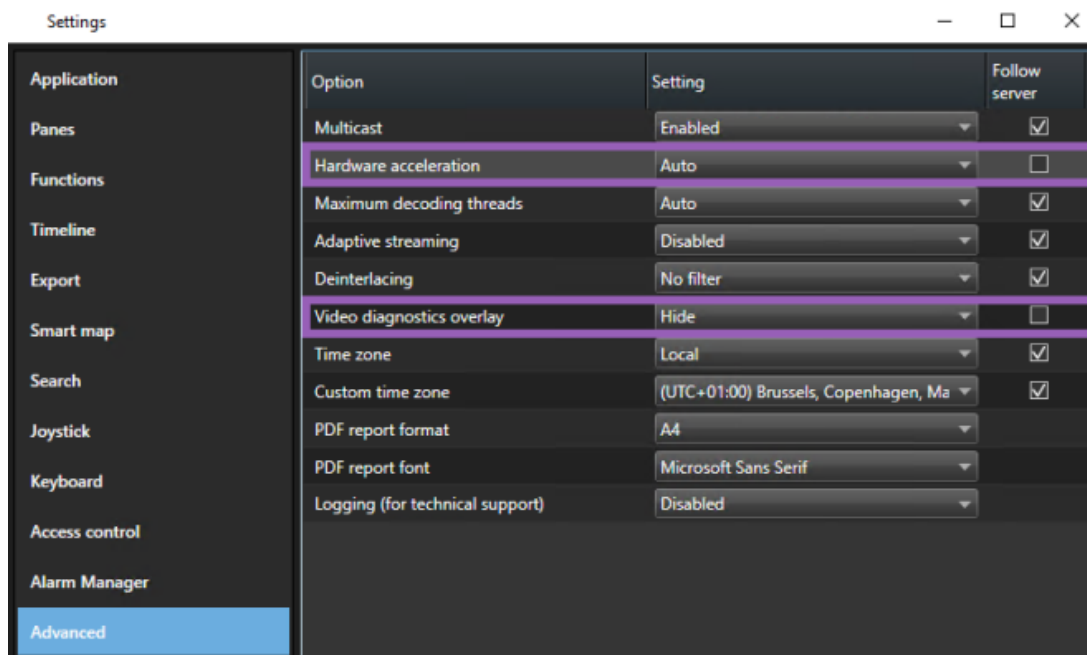 Settings
Application
Panes
Functions
Timeline
Export
Smart map
Search
Joystick
Keyboard
Access control
Alarm Manager
Advanced
Option Setting Follow server
Multicast Enabled
Hardware acceleration Auto
Maximum decoding threads Auto
Adaptive streaming Disabled
Deinterlacing No filter
Video diagnostics overlay Hide
Time zone Local
Custom time zone (UTC+01:00) Brussels, Copenhagen, Ma
PDF report format A4
PDF report font Microsoft Sans Serif
Logging (for technical support) Disabled